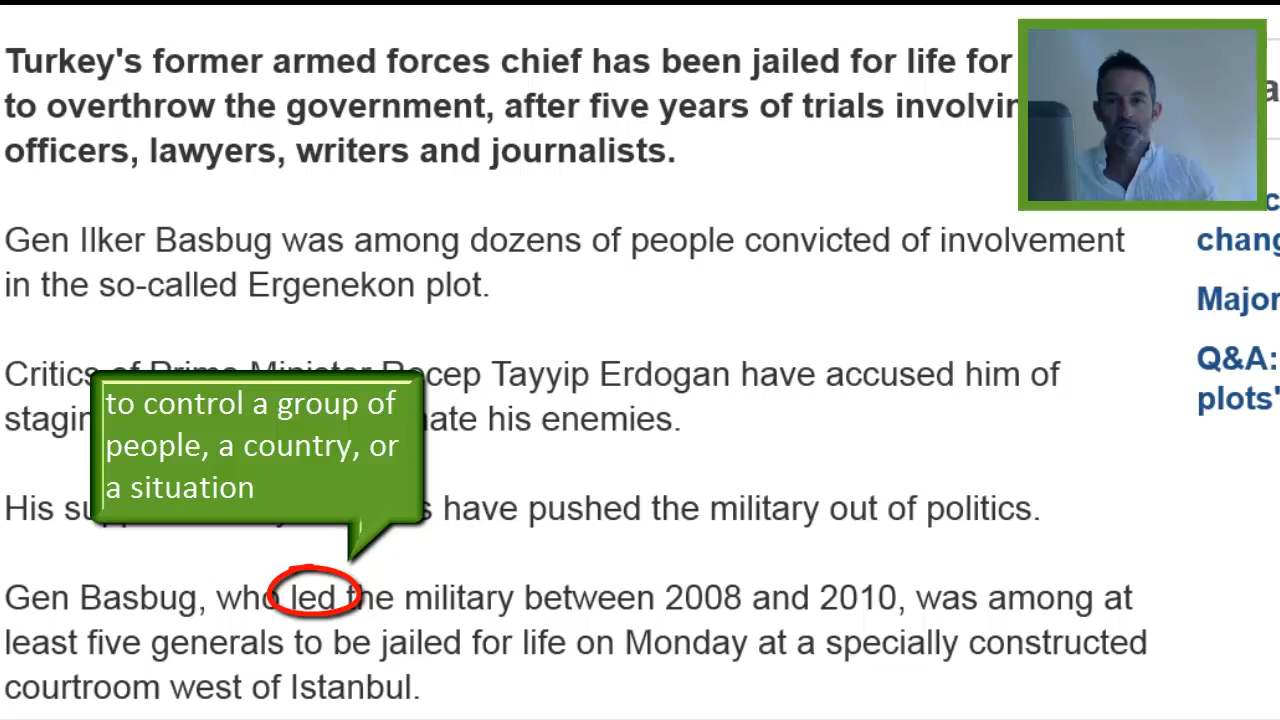 Turkey's former armed forces chief has been jailed for life for
to overthrow the government, after five years of trials
officers, lawyers, writers and journalists.
Gen Ilker Basbug was among dozens of people convicted of involvement
in the so-called Ergenekon plot.
Critics of Prime Minister Recep Tayyip Erdogan have accused him of
his enemies.
His have pushed the military out of politics.
to control a group of
people, a country, or
a situation
Gen Basbug, who led the military between 2008 and 2010, was among at
least five generals to be jailed for life on Monday at a specially constructed
courtroom west of Istanbul.
Major
Q&A:
plots'